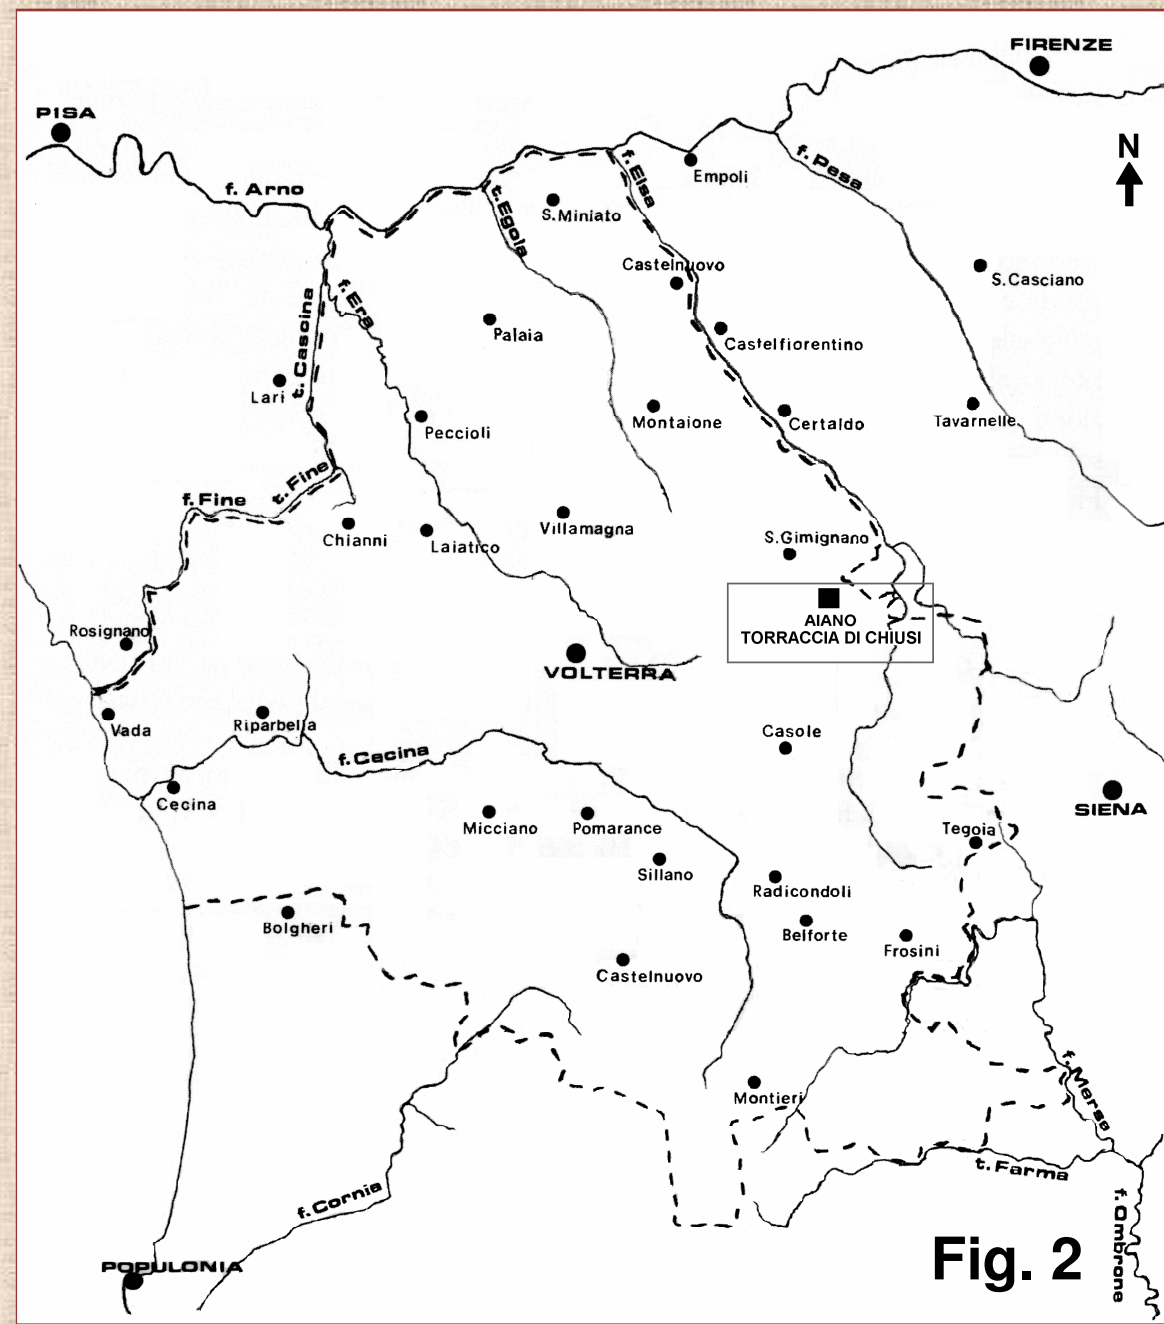 FIRENZE
PISA
N
f. Pesa
f. Elsa
Empoli
f. Arno
t. Egola
S. Miniato
Castelnuovo
S. Casciano
f. Era
t. Cascina
Palaia
Castelfiorentino
Lari
Peccioli
Montaione
Certaldo
Tavarnelle
t. Fine
f. Fine
Chianni
Laiatico
Villamagna
S. Gimignano
AIANO
TORRACCIA DI CHIUSI
Rosignano
VOLTERRA
Vada
Riparbella
Casole
f. Cecina
Cecina
SIENA
Micciano
Pomarance
Tegoia
Sillano
Radicondoli
Bolgheri
Belforte
Frosini
Castelnuovo
f. Merse
Montieri
t. Farma
f. Cornia
f. Ombrone
POPULONIA
Fig. 2